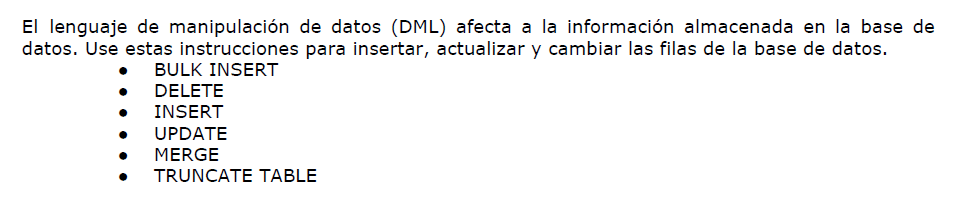 El lenguaje de manipulación de datos (DML) afecta a la información almacenada en la base de
datos. Use estas instrucciones para insertar, actualizar y cambiar las filas de la base de datos.
● BULK INSERT
● DELETE
● INSERT
● UPDATE
● MERGE
● TRUNCATE TABLE